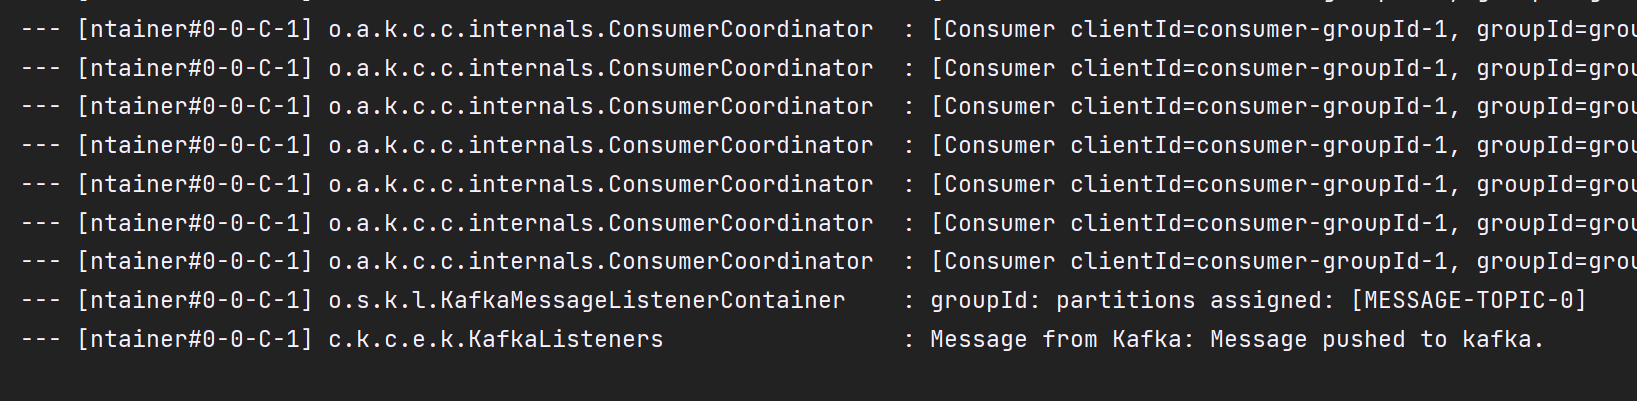 --- [ntainer#0-0-C-1] o.a.k.c.c.internals.ConsumerCoordinator  : [Consumer clientId=consumer-groupId-1, groupId=grou
--- [ntainer#0-0-C-1] o.a.k.c.c.internals.ConsumerCoordinator  : [Consumer clientId=consumer-groupId-1, groupId=grou
--- [ntainer#0-0-C-1] o.a.k.c.c.internals.ConsumerCoordinator  : [Consumer clientId=consumer-groupId-1, groupId=grou
--- [ntainer#0-0-C-1] o.a.k.c.c.internals.ConsumerCoordinator  : [Consumer clientId=consumer-groupId-1, groupId=grou
--- [ntainer#0-0-C-1] o.a.k.c.c.internals.ConsumerCoordinator  : [Consumer clientId=consumer-groupId-1, groupId=grou
--- [ntainer#0-0-C-1] o.a.k.c.c.internals.ConsumerCoordinator  : [Consumer clientId=consumer-groupId-1, groupId=grou
--- [ntainer#0-0-C-1] o.a.k.c.c.internals.ConsumerCoordinator  : [Consumer clientId=consumer-groupId-1, groupId=grou
--- [ntainer#0-0-C-1] o.s.k.l.KafkaMessageListenerContainer    : groupId: partitions assigned: [MESSAGE-TOPIC-0]
--- [ntainer#0-0-C-1] c.k.c.e.k.KafkaListeners                 : Message from Kafka: Message pushed to kafka.